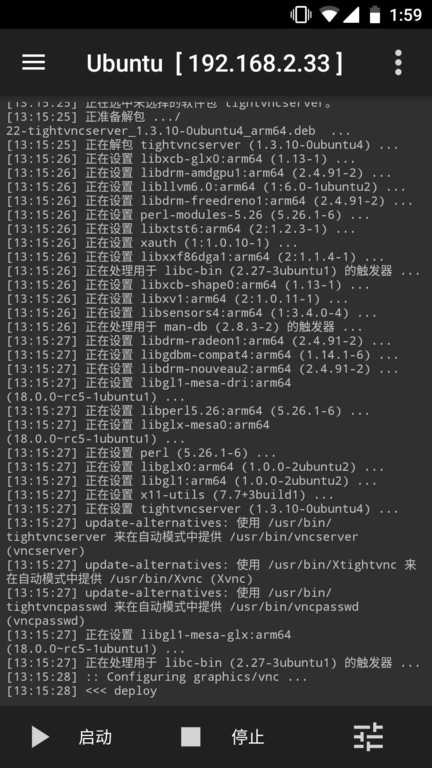 1:59
Ubuntu [ 192.168.2.33 ]
[13:15:25] 正在选中未选择的软件包 tightvncserver。
[13:15:25] 正准备解包 .../
22-tightvncserver_1.3.10-0ubuntu4_arm64.deb ...
[13:15:25] 正在解包 tightvncserver (1.3.10-0ubuntu4) ...
[13:15:26] 正在设置 libxcb-glx0:arm64 (1.13-1) ...
[13:15:26] 正在设置 libdrm-amdgpu1:arm64 (2.4.91-2) ...
[13:15:26] 正在设置 libllvm6.0:arm64 (1:6.0-1ubuntu2) ...
[13:15:26] 正在设置 libdrm-freedreno1:arm64 (2.4.91-2) ...
[13:15:26] 正在设置 perl-modules-5.26 (5.26.1-6) ...
[13:15:26] 正在设置 libxtst6:arm64 (2:1.2.3-1) ...
[13:15:26] 正在设置 xauth (1:1.0.10-1) ...
[13:15:26] 正在设置 libxxf86dga1:arm64 (2:1.1.4-1) ...
[13:15:26] 正在处理用于 libc-bin (2.27-3ubuntu1) 的触发器 ...
[13:15:26] 正在设置 libxcb-shape0:arm64 (1.13-1) ...
[13:15:26] 正在设置 libxv1:arm64 (2:1.0.11-1) ...
[13:15:26] 正在设置 libsensors4:arm64 (1:3.4.0-4) ...
[13:15:26] 正在处理用于 man-db (2.8.3-2) 的触发器 ...
[13:15:27] 正在设置 libdrm-radeon1:arm64 (2.4.91-2) ...
[13:15:27] 正在设置 libgdbm-compat4:arm64 (1.14.1-6) ...
[13:15:27] 正在设置 libdrm-nouveau2:arm64 (2.4.91-2) ...
[13:15:27] 正在设置 libgl1-mesa-dri:arm64
(18.0.0~rc5-1ubuntu1) ...
[13:15:27] 正在设置 libperl5.26:arm64 (5.26.1-6) ...
[13:15:27] 正在设置 libglx-mesa0:arm64
(18.0.0~rc5-1ubuntu1) ...
[13:15:27] 正在设置 perl (5.26.1-6) ...
[13:15:27] 正在设置 libglx0:arm64 (1.0.0-2ubuntu2) ...
[13:15:27] 正在设置 libgl1:arm64 (1.0.0-2ubuntu2) ...
[13:15:27] 正在设置 x11-utils (7.7+3build1) ...
[13:15:27] 正在设置 tightvncserver (1.3.10-0ubuntu4) ...
[13:15:27] update-alternatives: 使用 /usr/bin/
tightvncserver 来在自动模式中提供 /usr/bin/vncserver
(vncserver)
[13:15:27] update-alternatives: 使用 /usr/bin/Xtightvnc 来
在自动模式中提供 /usr/bin/Xvnc (Xvnc)
[13:15:27] update-alternatives: 使用 /usr/bin/
tightvncpasswd 来在自动模式中提供 /usr/bin/vncpasswd
(vncpasswd)
[13:15:27] 正在设置 libgl1-mesa-glx:arm64
(18.0.0~rc5-1ubuntu1) ...
[13:15:27] 正在处理用于 libc-bin (2.27-3ubuntu1) 的触发器 ...
[13:15:28] :: Configuring graphics/vnc ...
[13:15:28] <<< deploy
启动 停止